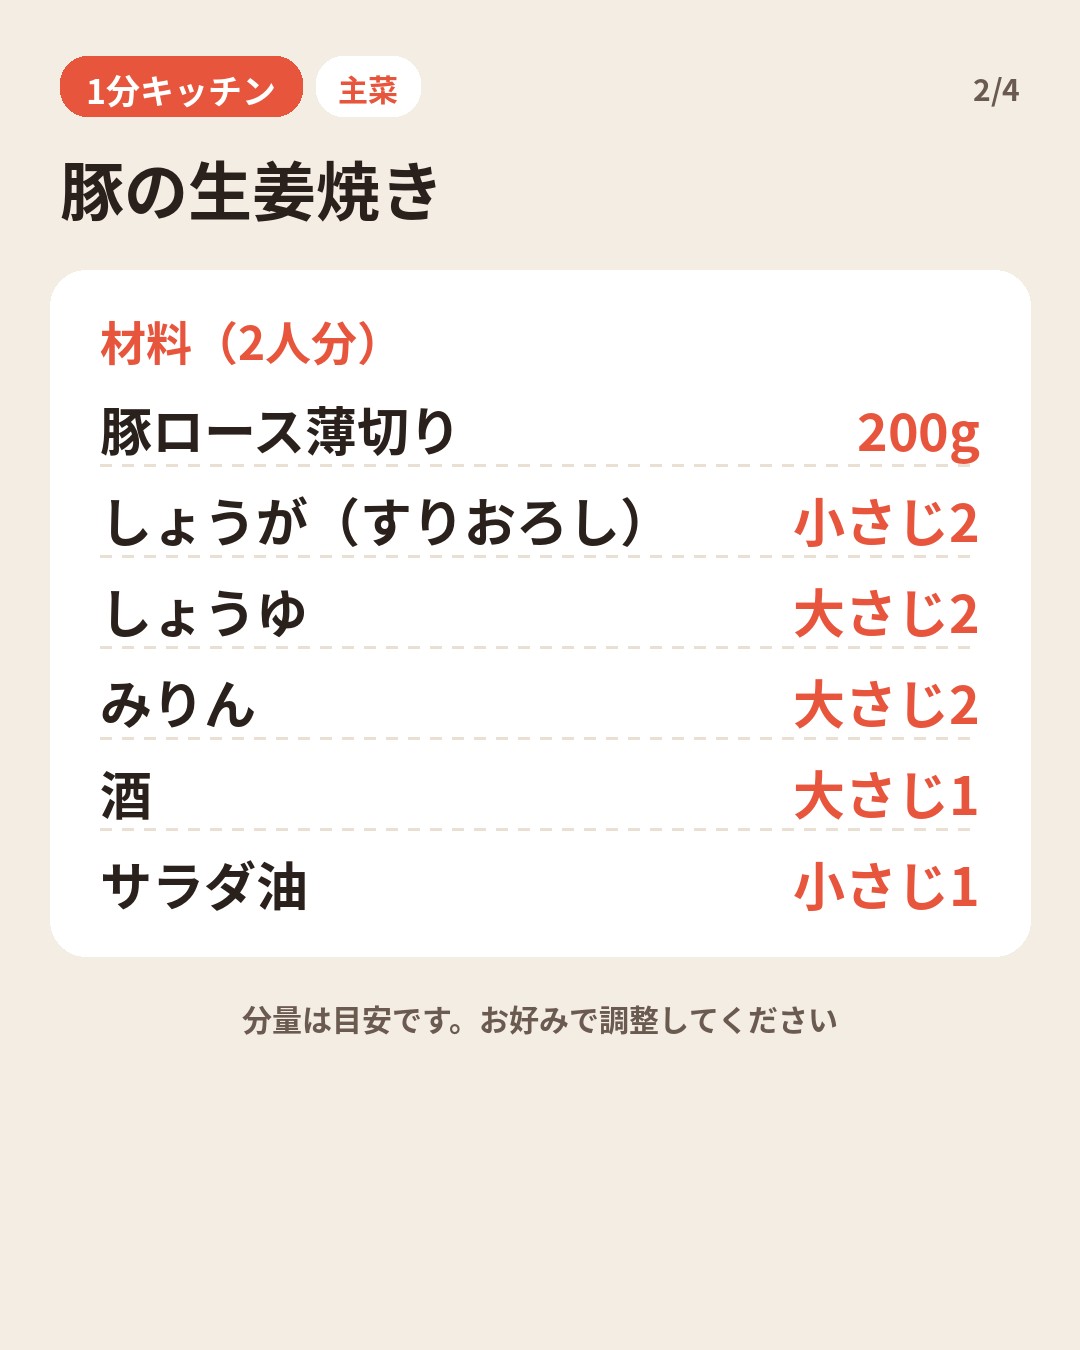 1分キッチン 主菜 2/4
豚の生姜焼き
材料（2人分）
豚ロース薄切り 200g
しょうが（すりおろし） 小さじ2
しょうゆ 大さじ2
みりん 大さじ2
酒 大さじ1
サラダ油 小さじ1
分量は目安です。お好みで調整してください